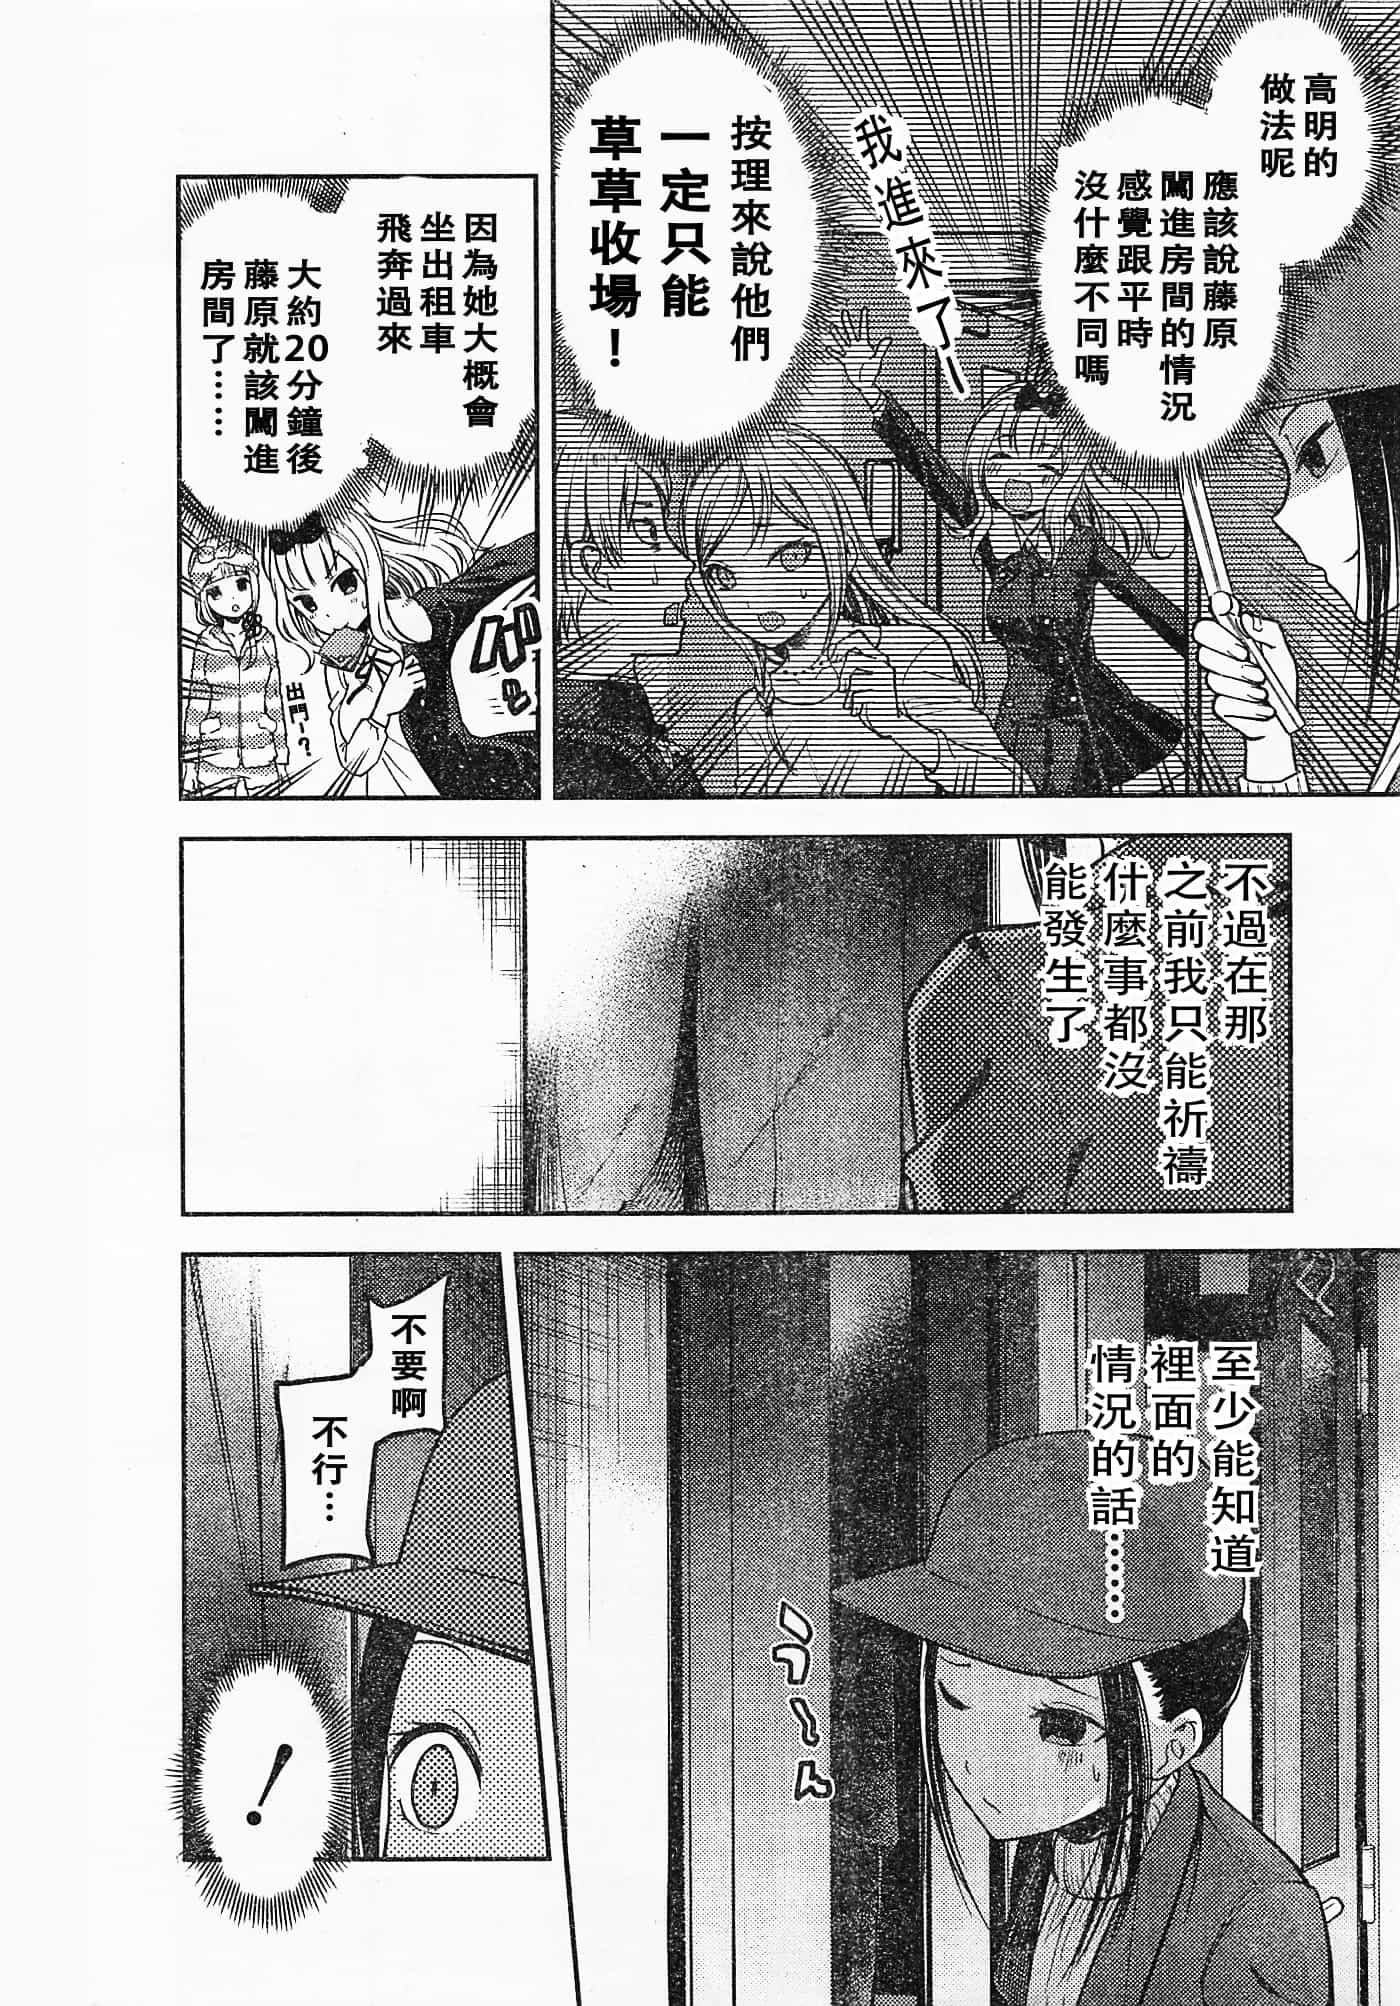 高明的
做法呢
應該說藤原
闖進房間的情況
感覺跟平時
沒什麼不同嗎
我進來了ー
按理來說他們
一定只能
草草收場！
因為她大概會
坐出租車
飛奔過來
大約20分鐘後
藤原就該闖進
房間了……
出門ー？
不過在那
之前我只能祈禱
什麼事都沒
能發生了
至少能知道
裡面的
情況的話……
う～ん
不要啊
不行…
！